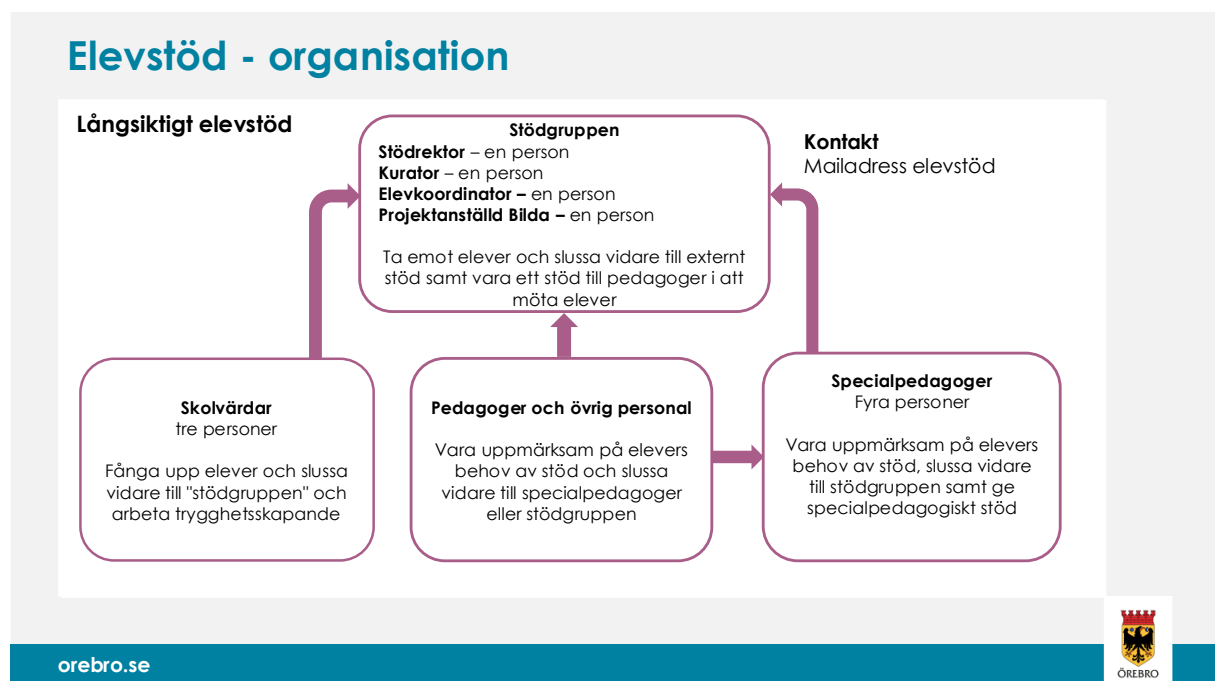 Elevstöd - organisation
Långsiktigt elevstöd
Stödgruppen
Stödrektor – en person
Kurator – en person
Elevkoordinator – en person
Projektanställd Bilda – en person
Ta emot elever och slussa vidare till externt
stöd samt vara ett stöd till pedagoger i att
möta elever
Kontakt
Mailadress elevstöd
Skolvärdar
tre personer
Fånga upp elever och slussa
vidare till "stödgruppen" och
arbeta trygghetsskapande
Pedagoger och övrig personal
Vara uppmärksam på elevers
behov av stöd och slussa
vidare till specialpedagoger
eller stödgruppen
Specialpedagoger
Fyra personer
Vara uppmärksam på elevers
behov av stöd, slussa vidare
till stödgruppen samt ge
specialpedagogiskt stöd
orebro.se
ÖREBRO